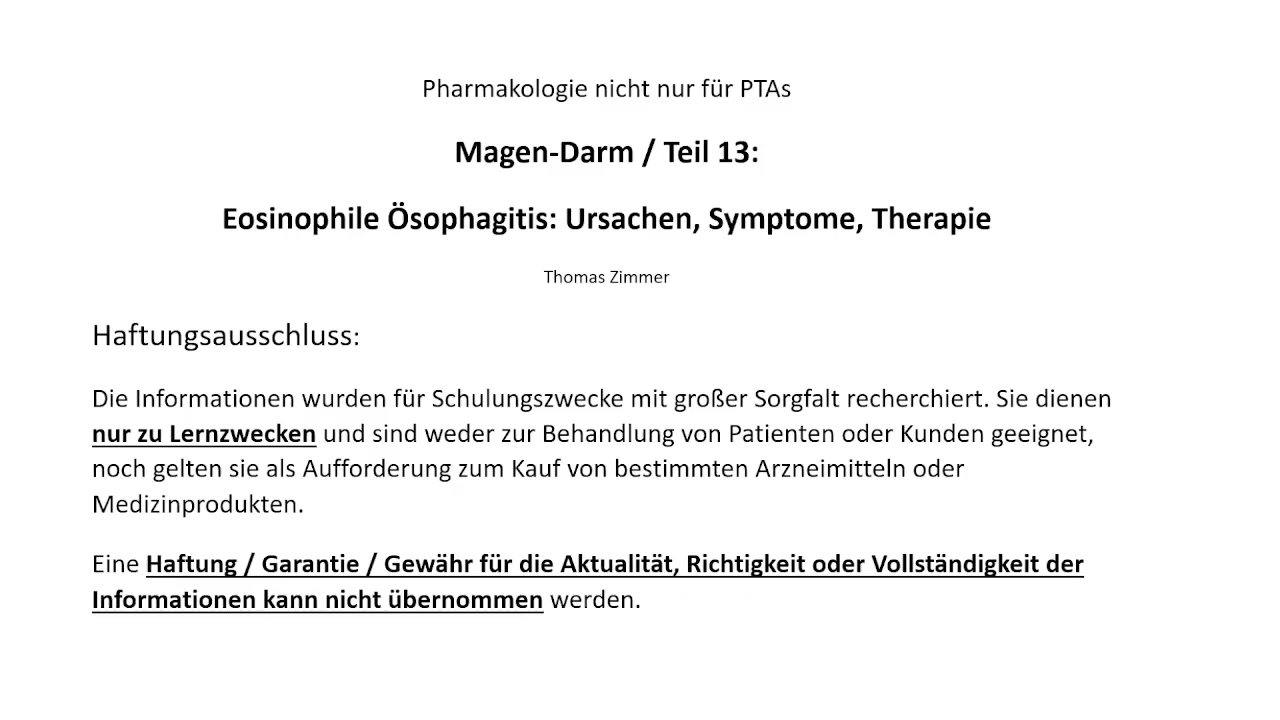 Pharmakologie nicht nur für PTAs
Magen-Darm / Teil 13:
Eosinophile Ösophagitis: Ursachen, Symptome, Therapie
Thomas Zimmer
Haftungsausschluss:
Die Informationen wurden für Schulungszwecke mit großer Sorgfalt recherchiert. Sie dienen
nur zu Lernzwecken und sind weder zur Behandlung von Patienten oder Kunden geeignet,
noch gelten sie als Aufforderung zum Kauf von bestimmten Arzneimitteln oder
Medizinprodukten.
Eine Haftung / Garantie / Gewähr für die Aktualität, Richtigkeit oder Vollständigkeit der
Informationen kann nicht übernommen werden.